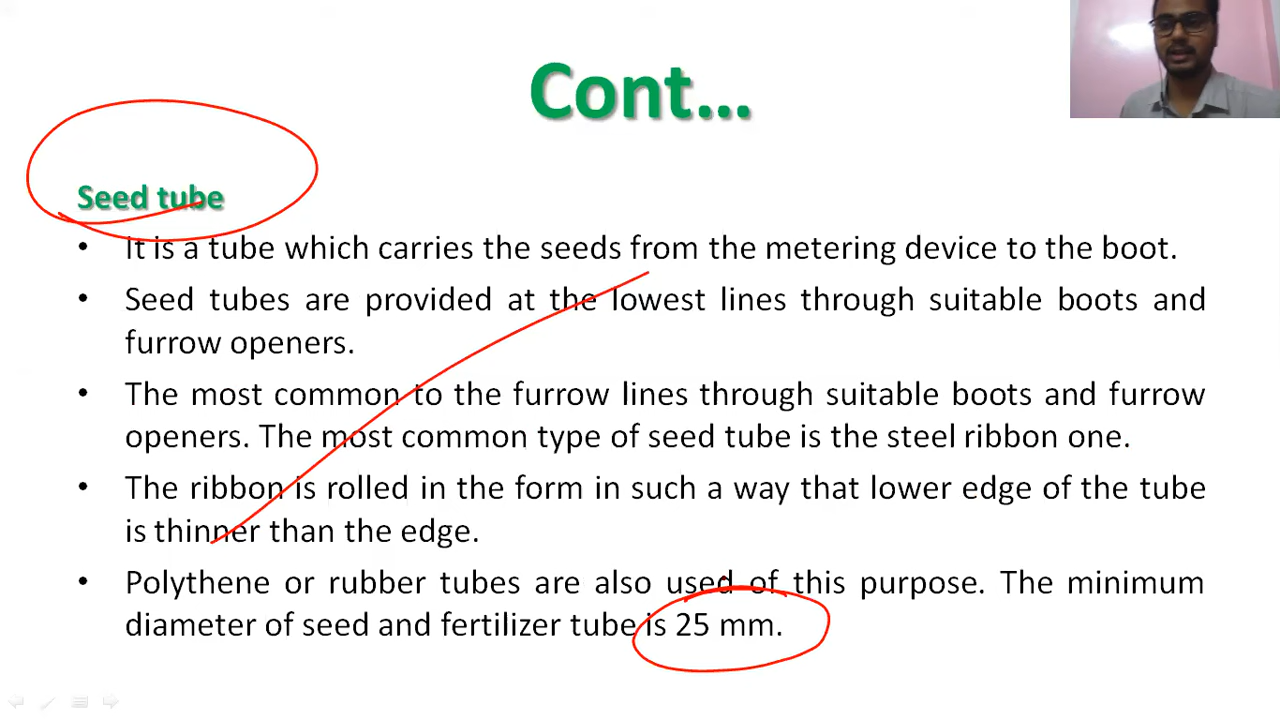 Cont...
Seed tube
• It is a tube which carries the seeds from the metering device to the boot.
• Seed tubes are provided at the lowest lines through suitable boots and
furrow openers.
• The most common to the furrow lines through suitable boots and furrow
openers. The most common type of seed tube is the steel ribbon one.
• The ribbon is rolled in the form in such a way that lower edge of the tube
is thinner than the edge.
• Polythene or rubber tubes are also used of this purpose. The minimum
diameter of seed and fertilizer tube is 25 mm.